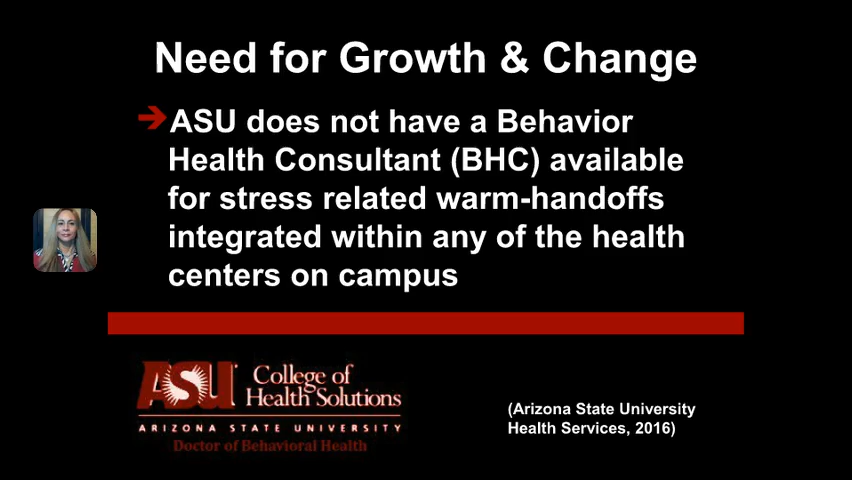 Need for Growth & Change
ASU does not have a Behavior
Health Consultant (BHC) available
for stress related warm-handoffs
integrated within any of the health
centers on campus
ASU College of
Health Solutions
ARIZONA STATE UNIVERSITY
Doctor of Behavioral Health
(Arizona State University
Health Services, 2016)